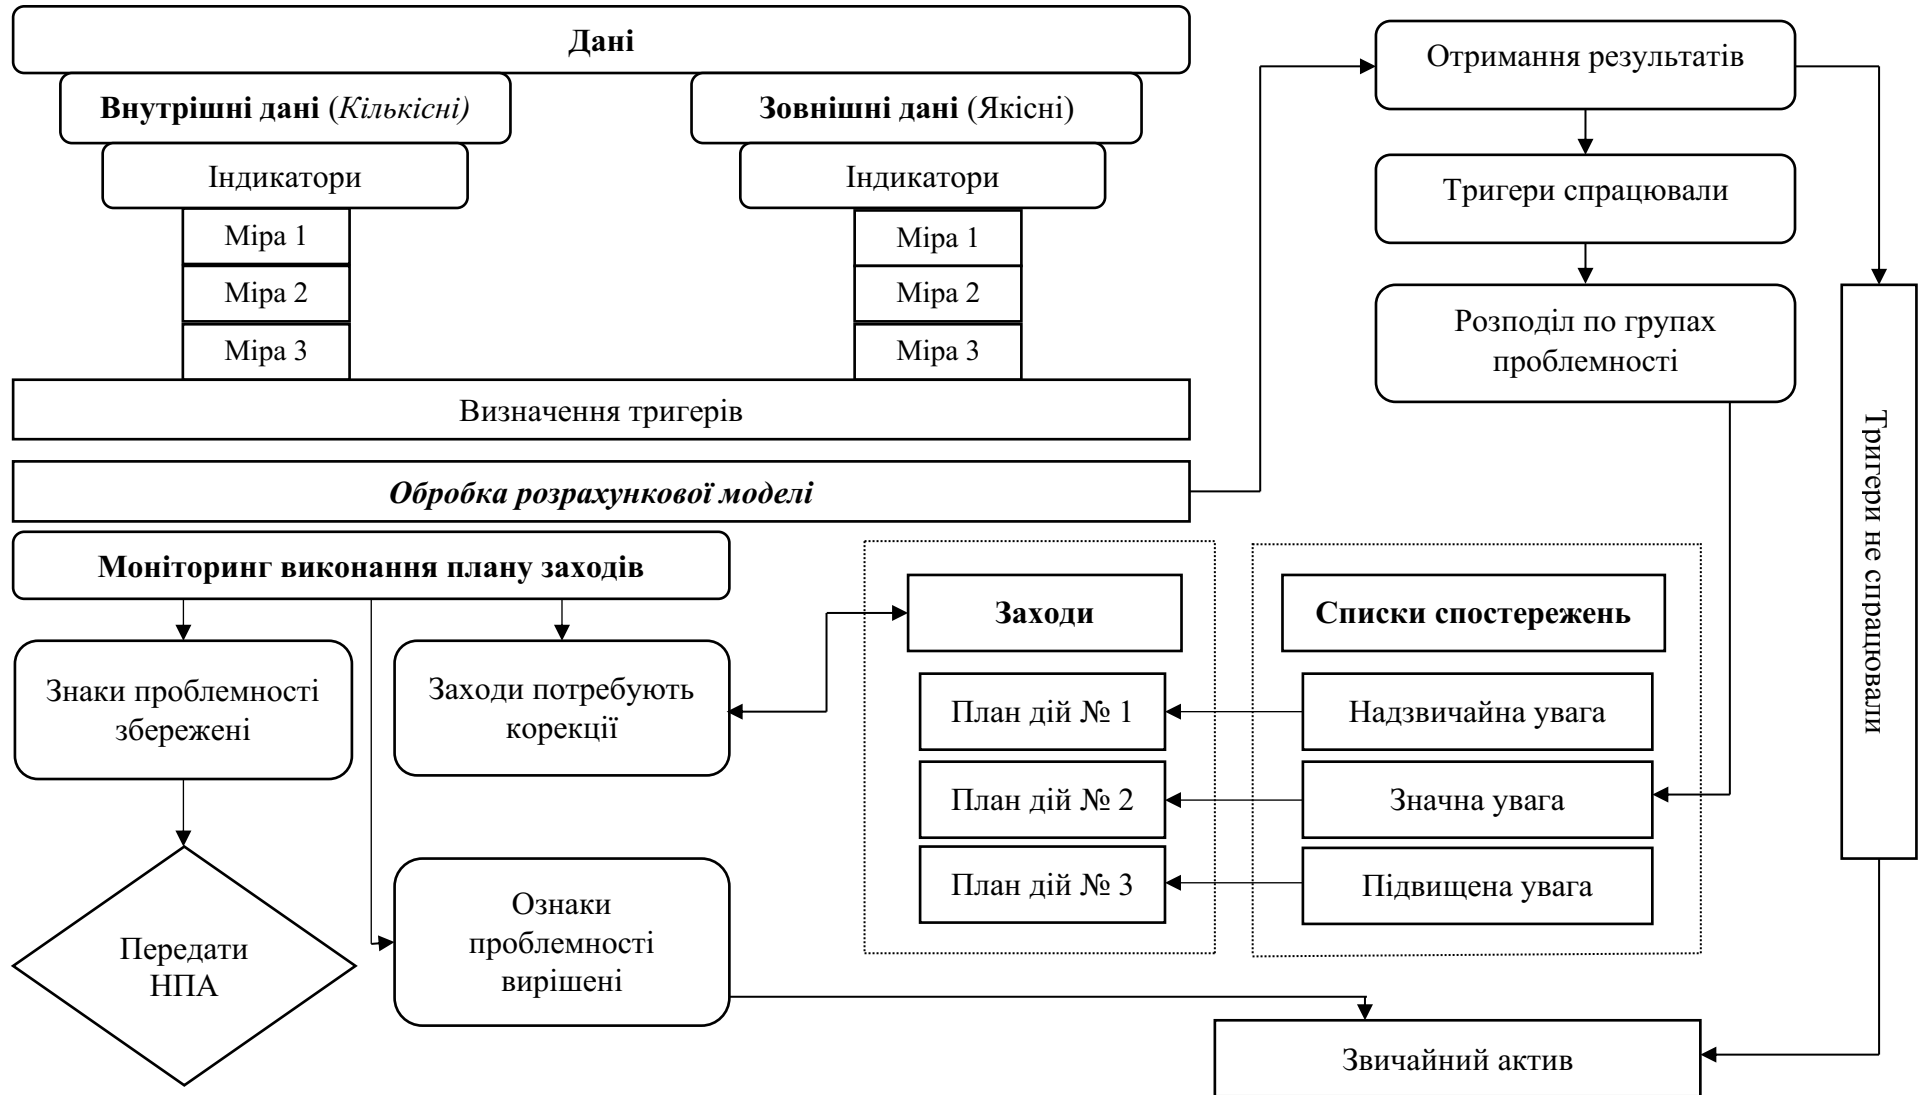 Дані
Внутрішні дані (Кількісні)
Зовнішні дані (Якісні)
Індикатори
Індикатори
Міра 1
Міра 2
Міра 3
Міра 1
Міра 2
Міра 3
Визначення тригерів
Обробка розрахункової моделі
Отримання результатів
Тригери спрацювали
Розподіл по групах
проблемності
Тригери не спрацювали
Моніторинг виконання плану заходів
Знаки проблемності
збережені
Заходи потребують
корекції
Передати
НПА
Ознаки
проблемності
вирішені
Заходи
План дій № 1
План дій № 2
План дій № 3
Списки спостережень
Надзвичайна увага
Значна увага
Підвищена увага
Звичайний актив